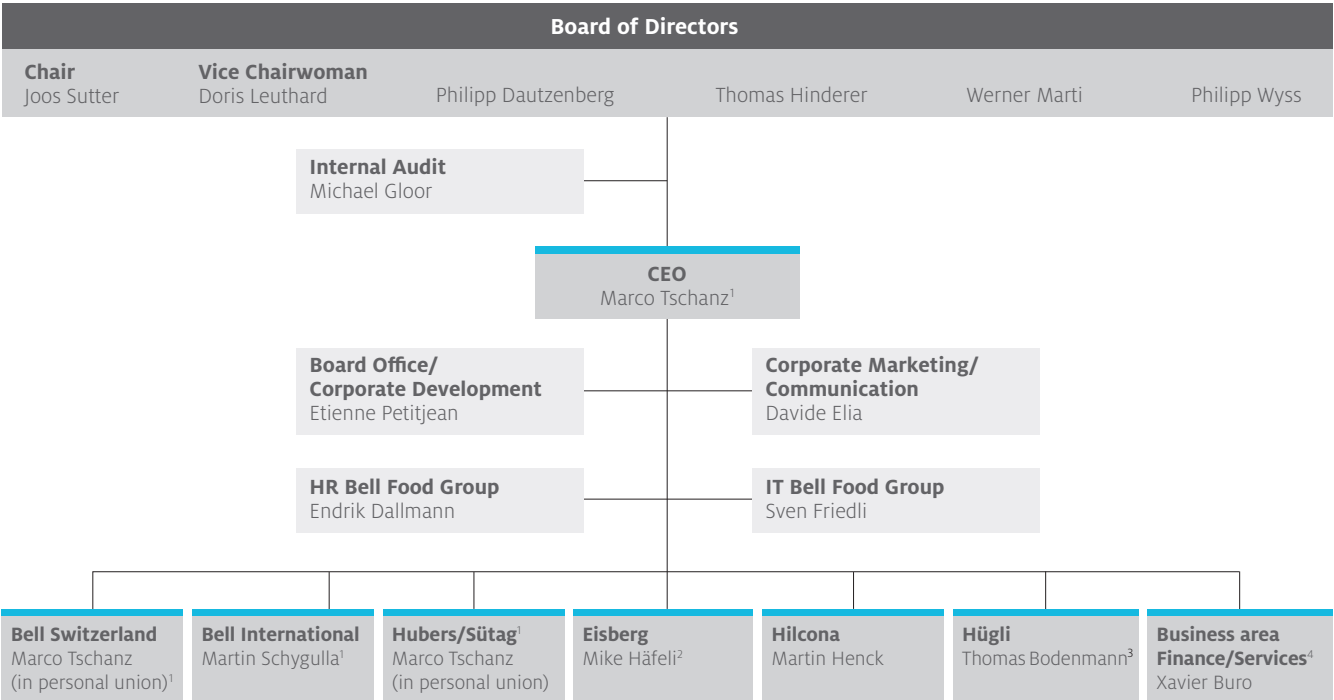 Board of Directors
Chair
Joos Sutter
Vice Chairwoman
Doris Leuthard
Philipp Dautzenberg
Thomas Hinderer
Werner Marti
Philipp Wyss
Internal Audit
Michael Gloor
CEO
Marco Tschanz¹
Board Office/
Corporate Development
Etienne Petitjean
Corporate Marketing/
Communication
Davide Elia
HR Bell Food Group
Endrik Dallmann
IT Bell Food Group
Sven Friedli
Bell Switzerland
Marco Tschanz
(in personal union)¹
Bell International
Martin Schygulla¹
Hubers/Sütag¹
Marco Tschanz
(in personal union)
Eisberg
Mike Häfeli²
Hilcona
Martin Henck
Hügli
Thomas Bodenmann³
Business area
Finance/Services⁴
Xavier Buro